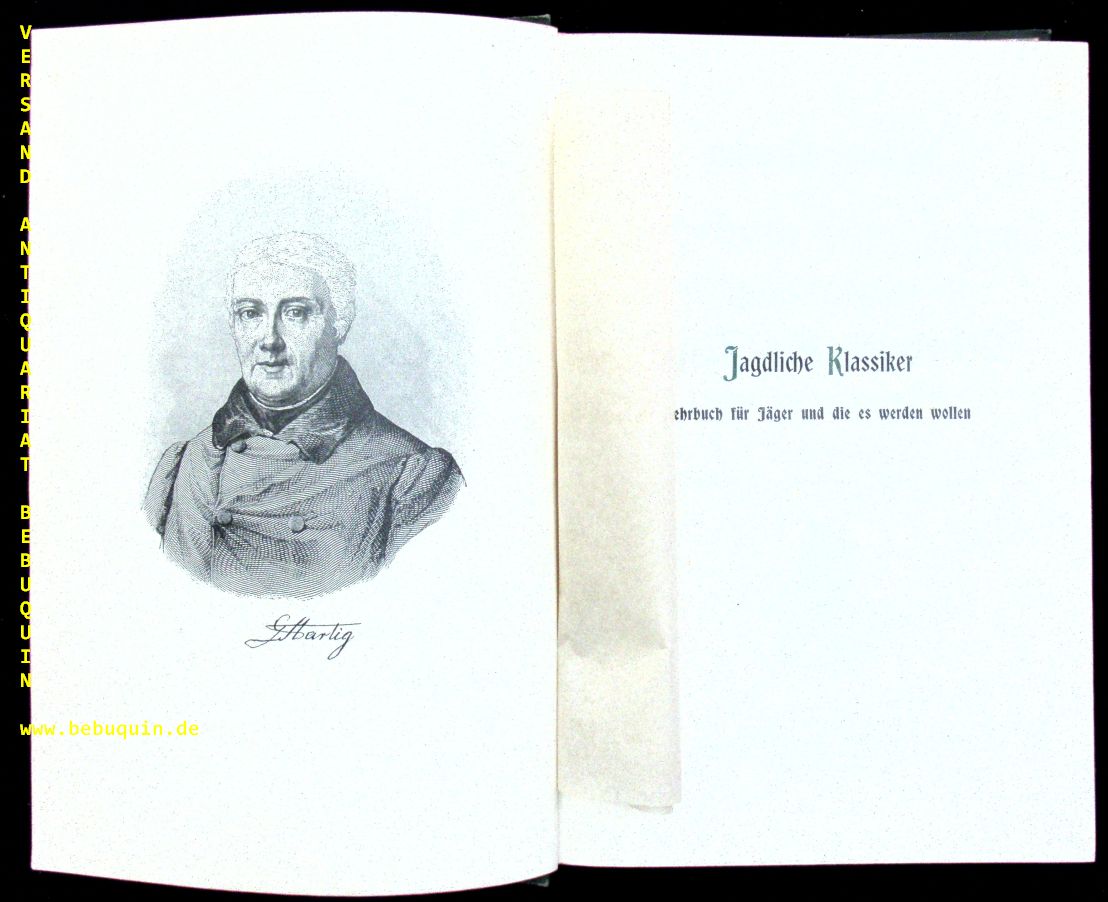 VERSAND ANTIQUARIAT BEBUQUIN
www.bebuquin.de
GHartig
Jagdliche Klassiker
ehrbuch für Jäger und die es werden wollen